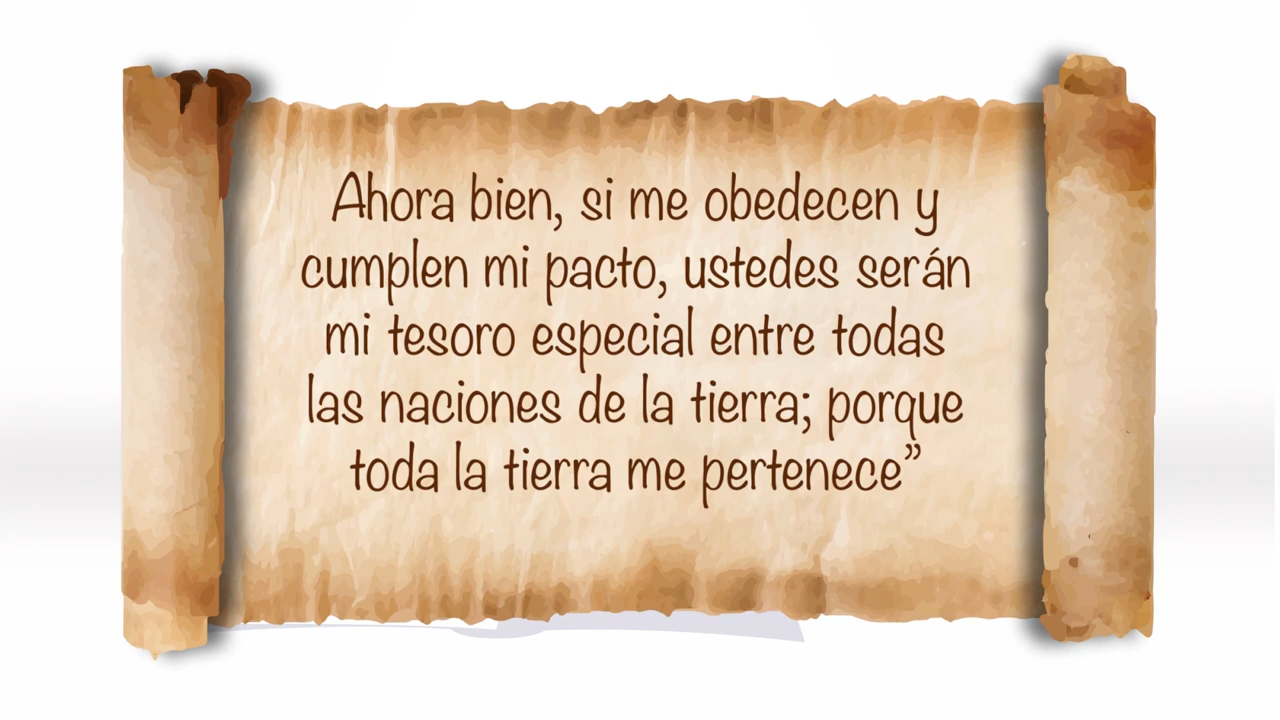 Ahora bien, si me obedecen y
cumplen mi pacto, ustedes serán
mi tesoro especial entre todas
las naciones de la tierra; porque
toda la tierra me pertenece”